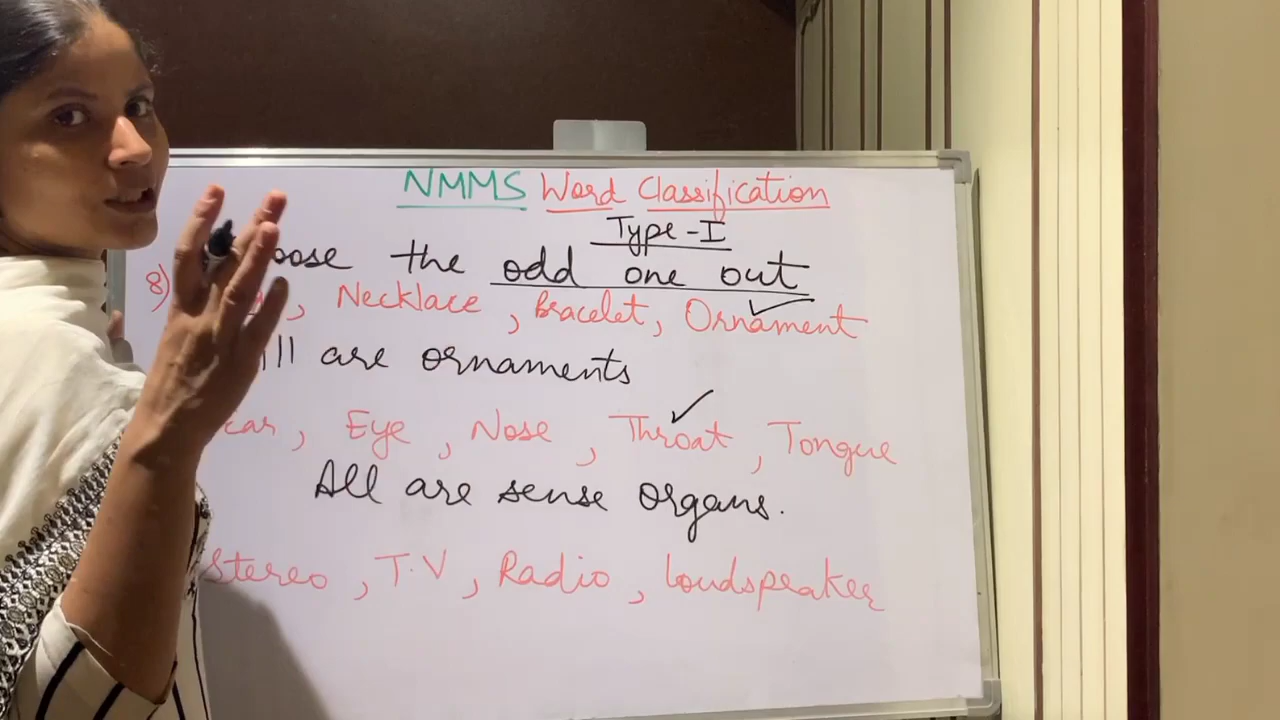 NMMS Word Classification
Type-I
the odd one out
8) , Necklace, Bracelet, Ornament
are ornaments
Eye, Nose, Throat, Tongue
All are sense organs.
Stereo, T.V, Radio, Loudspeaker